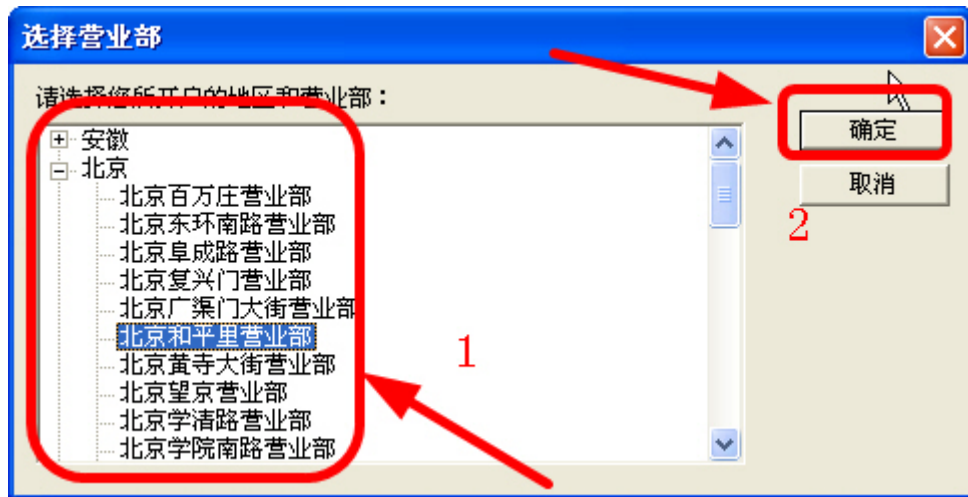 选择营业部
请选择您所开户的地区和营业部：
安徽
北京
北京百万庄营业部
北京东环南路营业部
北京阜成路营业部
北京复兴门营业部
北京广渠门大街营业部
北京和平里营业部
北京黄寺大街营业部
北京望京营业部
北京学清路营业部
北京学院南路营业部
确定
取消
1
2